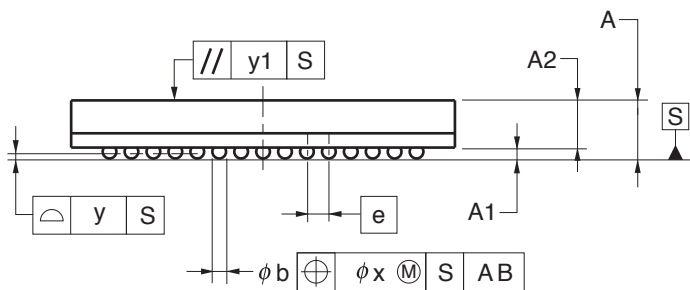 A
// y1 S
A2
S
⌓ y S
e
A1
φb ⌖ φx Ⓜ S AB